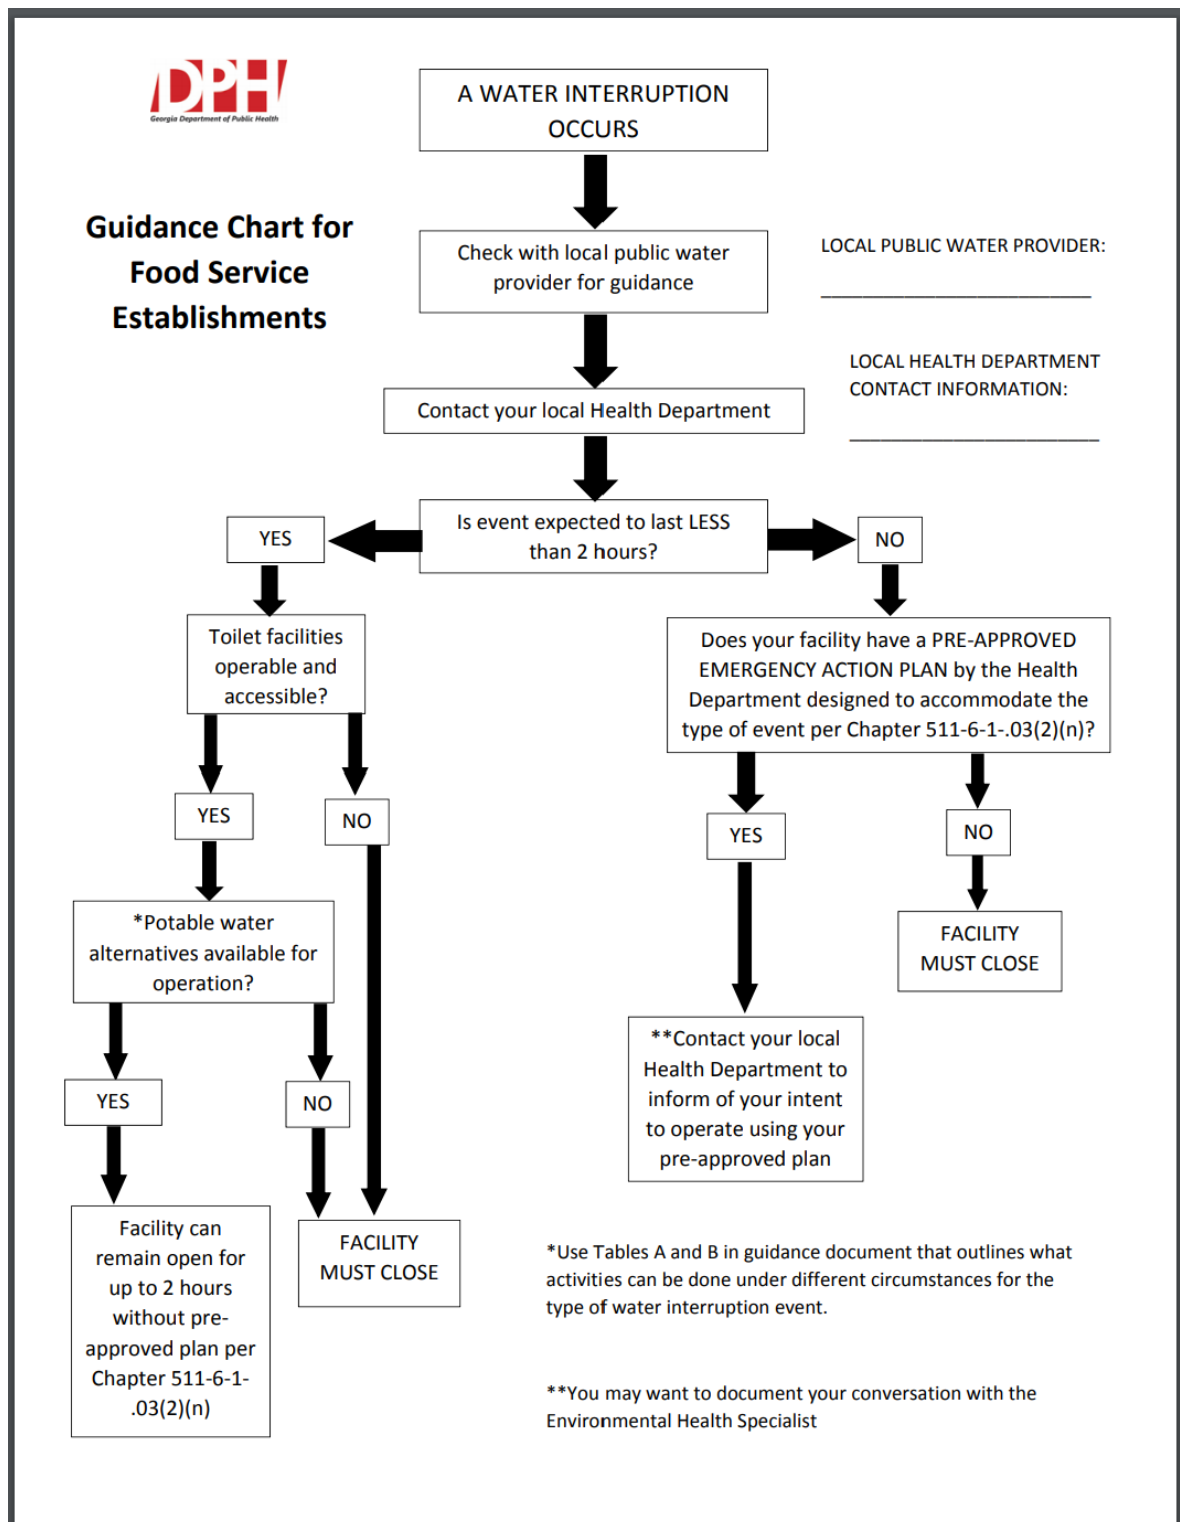 DPH
Georgia Department of Public Health
A WATER INTERRUPTION
OCCURS
Guidance Chart for
Food Service
Establishments
Check with local public water
provider for guidance
LOCAL PUBLIC WATER PROVIDER:
LOCAL HEALTH DEPARTMENT
CONTACT INFORMATION:
Contact your local Health Department
Is event expected to last LESS
than 2 hours?
YES
NO
Toilet facilities
operable and
accessible?
Does your facility have a PRE-APPROVED
EMERGENCY ACTION PLAN by the Health
Department designed to accommodate the
type of event per Chapter 511-6-1-.03(2)(n)?
YES
NO
YES
NO
*Potable water
alternatives available for
operation?
FACILITY
MUST CLOSE
**Contact your local
Health Department to
inform of your intent
to operate using your
pre-approved plan
YES
NO
Facility can
remain open for
up to 2 hours
without pre-
approved plan per
Chapter 511-6-1-
.03(2)(n)
FACILITY
MUST CLOSE
*Use Tables A and B in guidance document that outlines what
activities can be done under different circumstances for the
type of water interruption event.
**You may want to document your conversation with the
Environmental Health Specialist